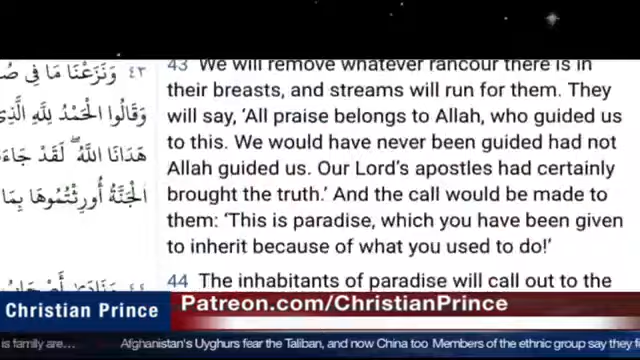 ٤٣ وَنَزَعْنَا مَا فِي
43 We will remove whatever rancour there is in
their breasts, and streams will run for them. They
وَقَالُوا الْحَمْدُ لِلَّهِ
will say, ‘All praise belongs to Allah, who guided us
to this. We would have never been guided had not
هَدَانَا اللَّهُ ۖ لَقَدْ
Allah guided us. Our Lord’s apostles had certainly
brought the truth.’ And the call would be made to
الْجَنَّةُ أُورِثْتُمُوهَا بِمَا
them: ‘This is paradise, which you have been given
to inherit because of what you used to do!’
٤٤
44 The inhabitants of paradise will call out to the
Christian Prince
Patreon.com/ChristianPrince
is family are...
Afghanistan's Uyghurs fear the Taliban, and now China too Members of the ethnic group say they